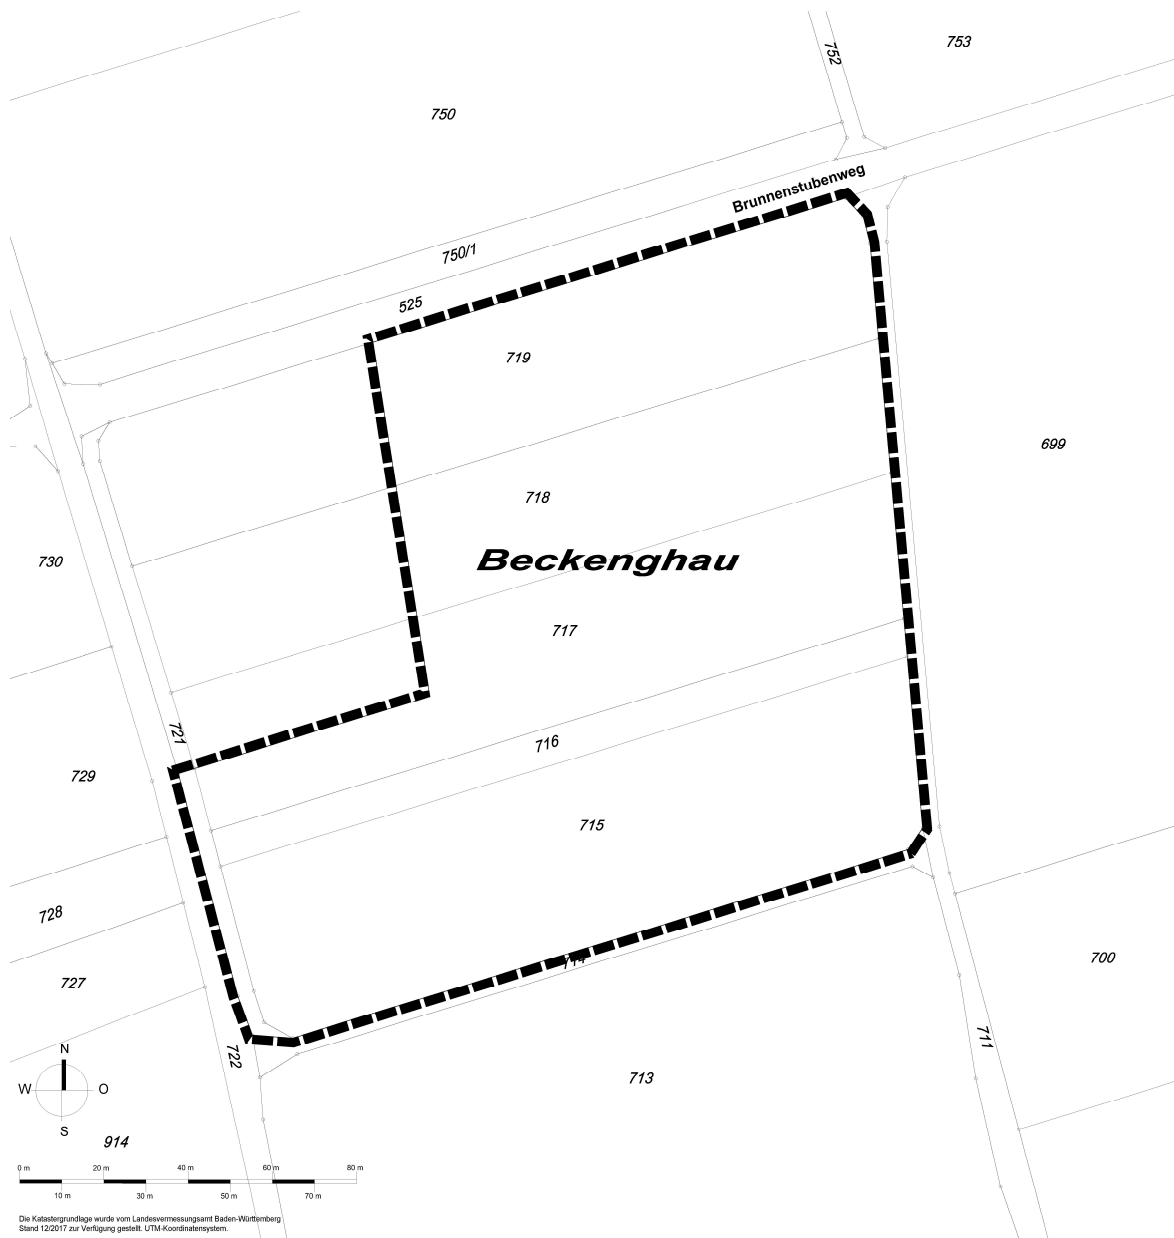 753
752
750
Brunnenstubenweg
750/1
525
719
699
718
730
Beckenghau
717
721
716
729
715
728
714
700
727
N
722
711
W O
713
S
914
0 m 20 m 40 m 60 m 80 m
10 m 30 m 50 m 70 m
Die Katastergrundlage wurde vom Landesvermessungsamt Baden-Württemberg
Stand 12/2017 zur Verfügung gestellt. UTM-Koordinatensystem.